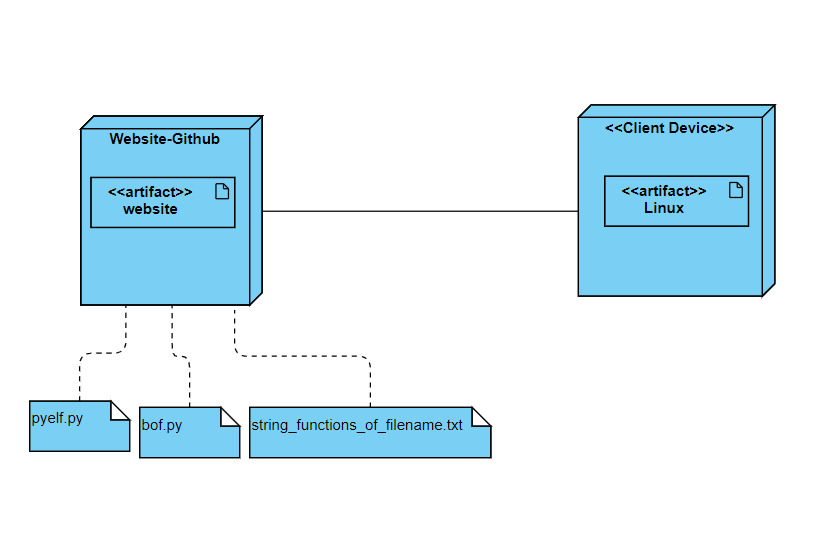 Website-Github
<<artifact>>
website
<<Client Device>>
<<artifact>>
Linux
pyelf.py
bof.py
string_functions_of_filename.txt